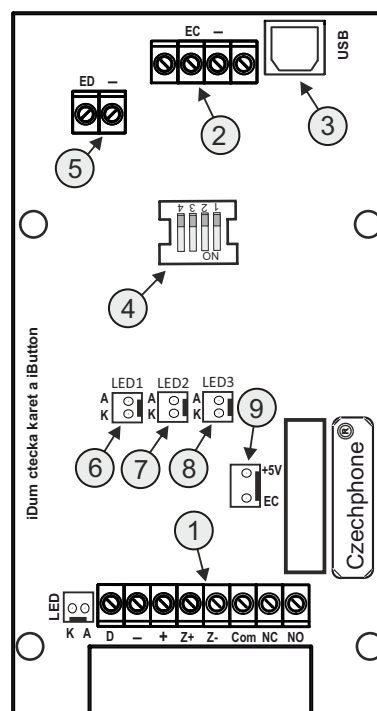 EC –
USB
ED –
2
3
5
4 3 2 1
NO
4
iDum ctecka karet a iButton
LED1 LED2 LED3
A A A
K K K
9
6 7 8
+5V
EC
® Czechphone
1
LED
K A D – + Z+ Z- Com NC NO